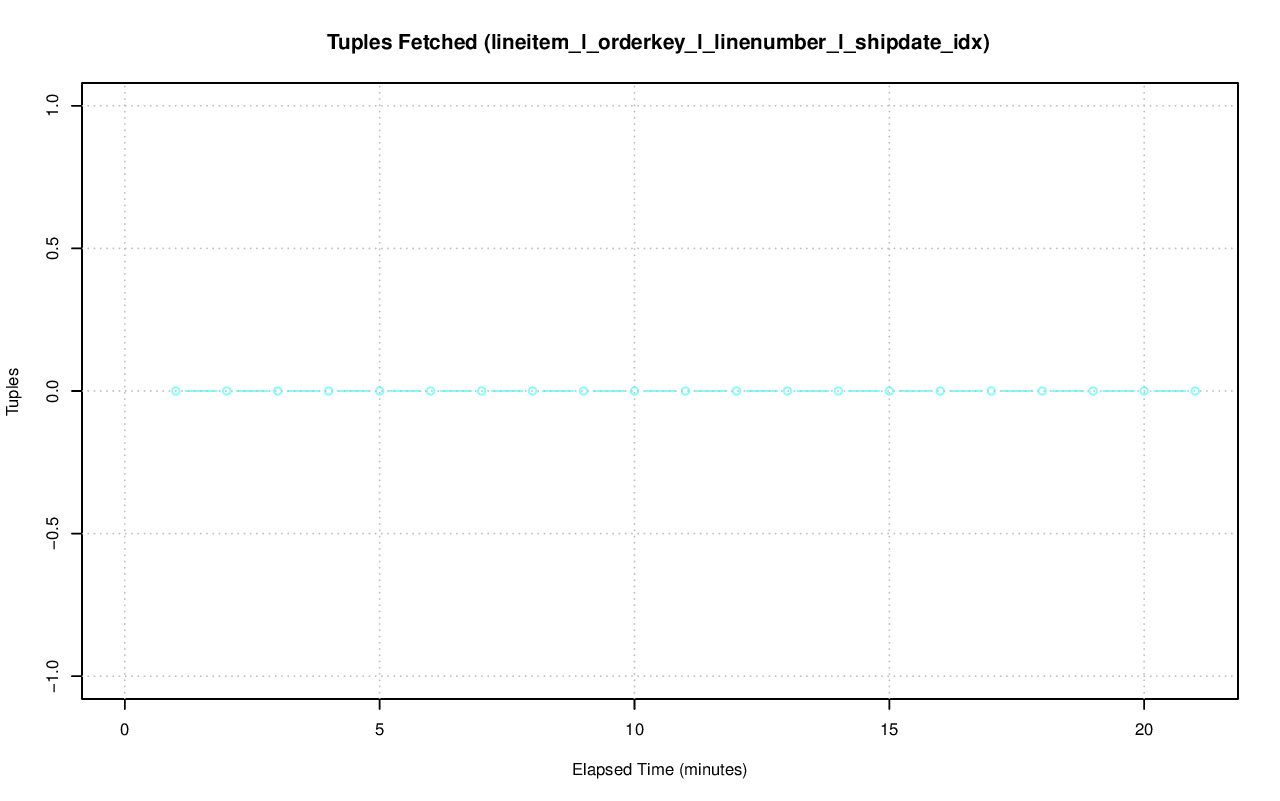 Tuples Fetched (lineitem_l_orderkey_l_linenumber_l_shipdate_idx)
1.0
0.5
0.0
−0.5
−1.0
Tuples
0 5 10 15 20
Elapsed Time (minutes)